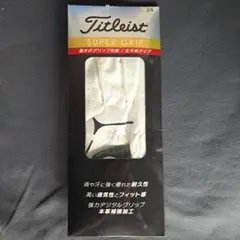 24
Titleist
SUPER GRIP
驚きのグリップ性能 / 全天候タイプ
雨や汗に強く優れた耐久性
高い通気性とフィット感
強力デジタルグリップ
本革補強加工